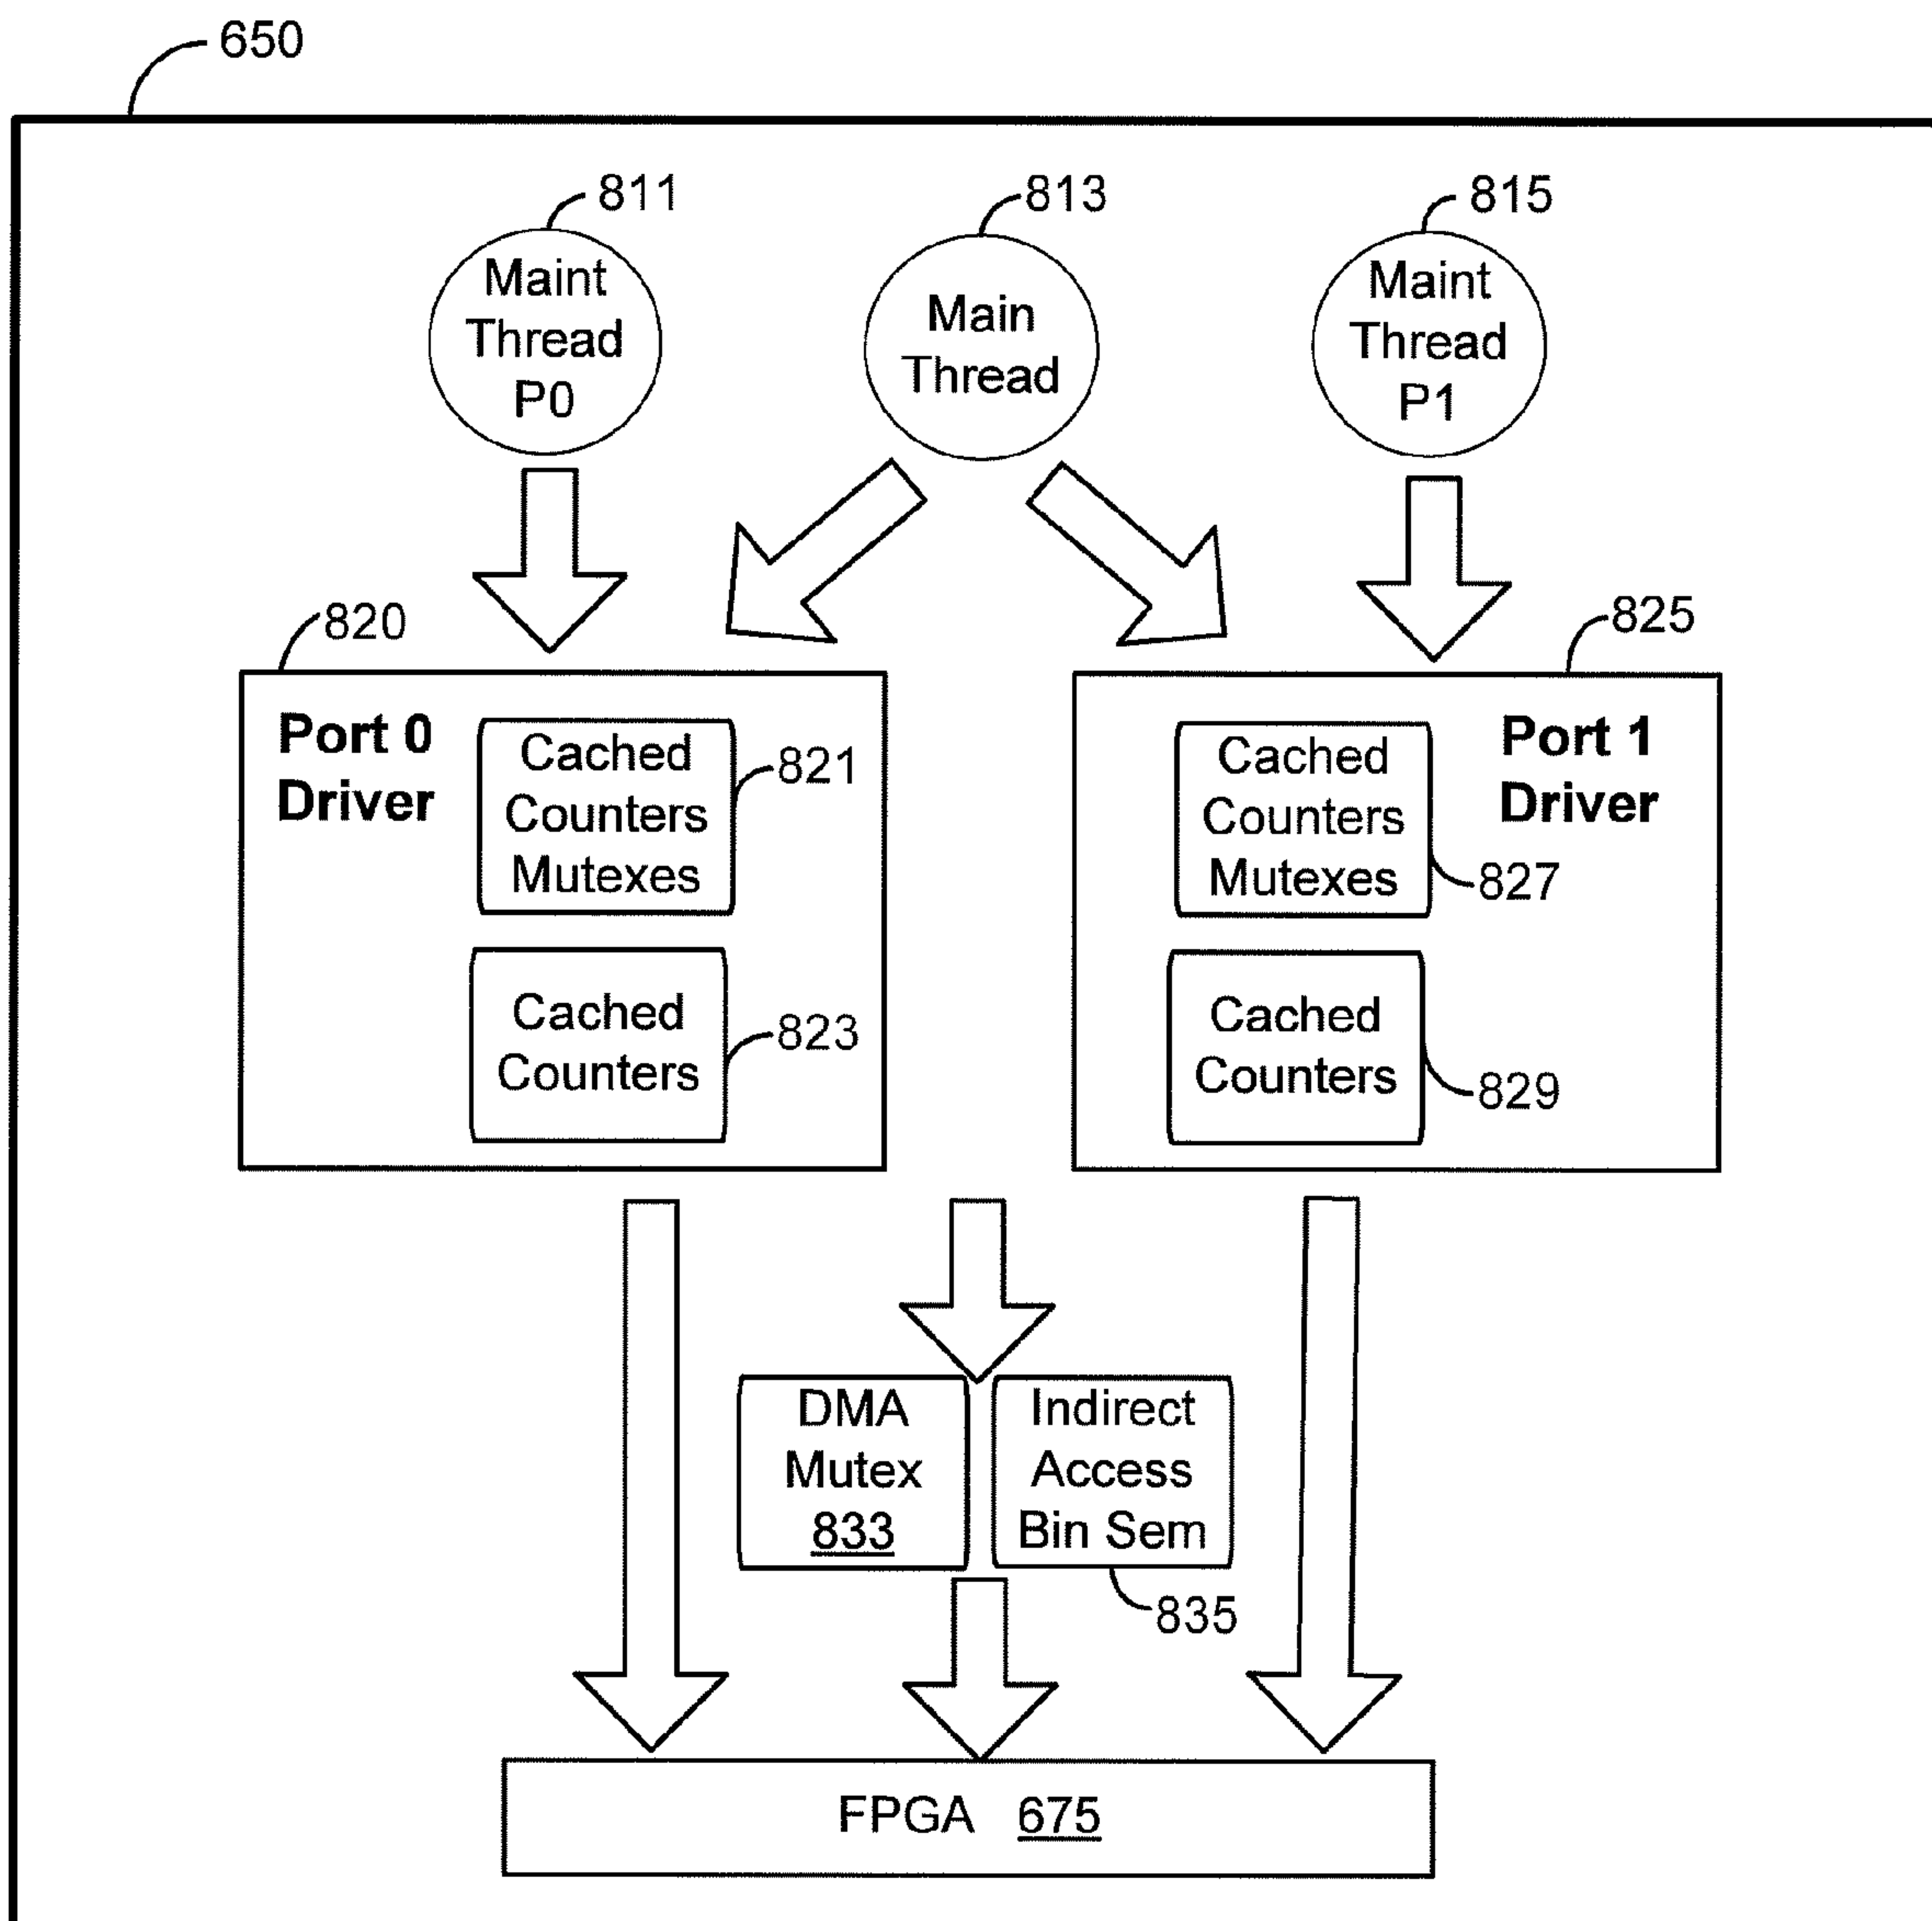 650
811
813
815
Maint
Thread
P0
Main
Thread
Maint
Thread
P1
820
825
Port 0
Driver
Cached
Counters
Mutexes
821
Cached
Counters
823
Cached
Counters
Mutexes
827
Port 1
Driver
Cached
Counters
829
DMA
Mutex
833
Indirect
Access
Bin Sem
835
FPGA 675